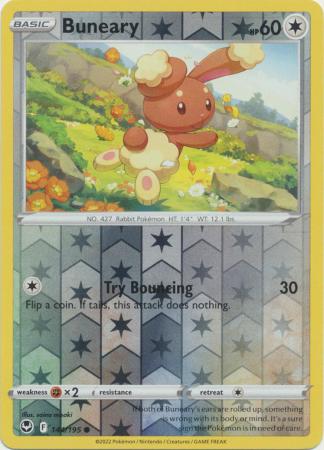 BASIC Buneary HP 60
NO. 427 Rabbit Pokémon HT: 1'4" WT: 12.1 lbs.
Try Bouncing 30
Flip a coin. If tails, this attack does nothing.
weakness ×2 resistance retreat
Illus. saino misaki
F 144/195
If both of Buneary's ears are rolled up, something
is wrong with its body or mind. It's a sure
sign the Pokémon is in need of care.
©2022 Pokémon / Nintendo / Creatures / GAME FREAK